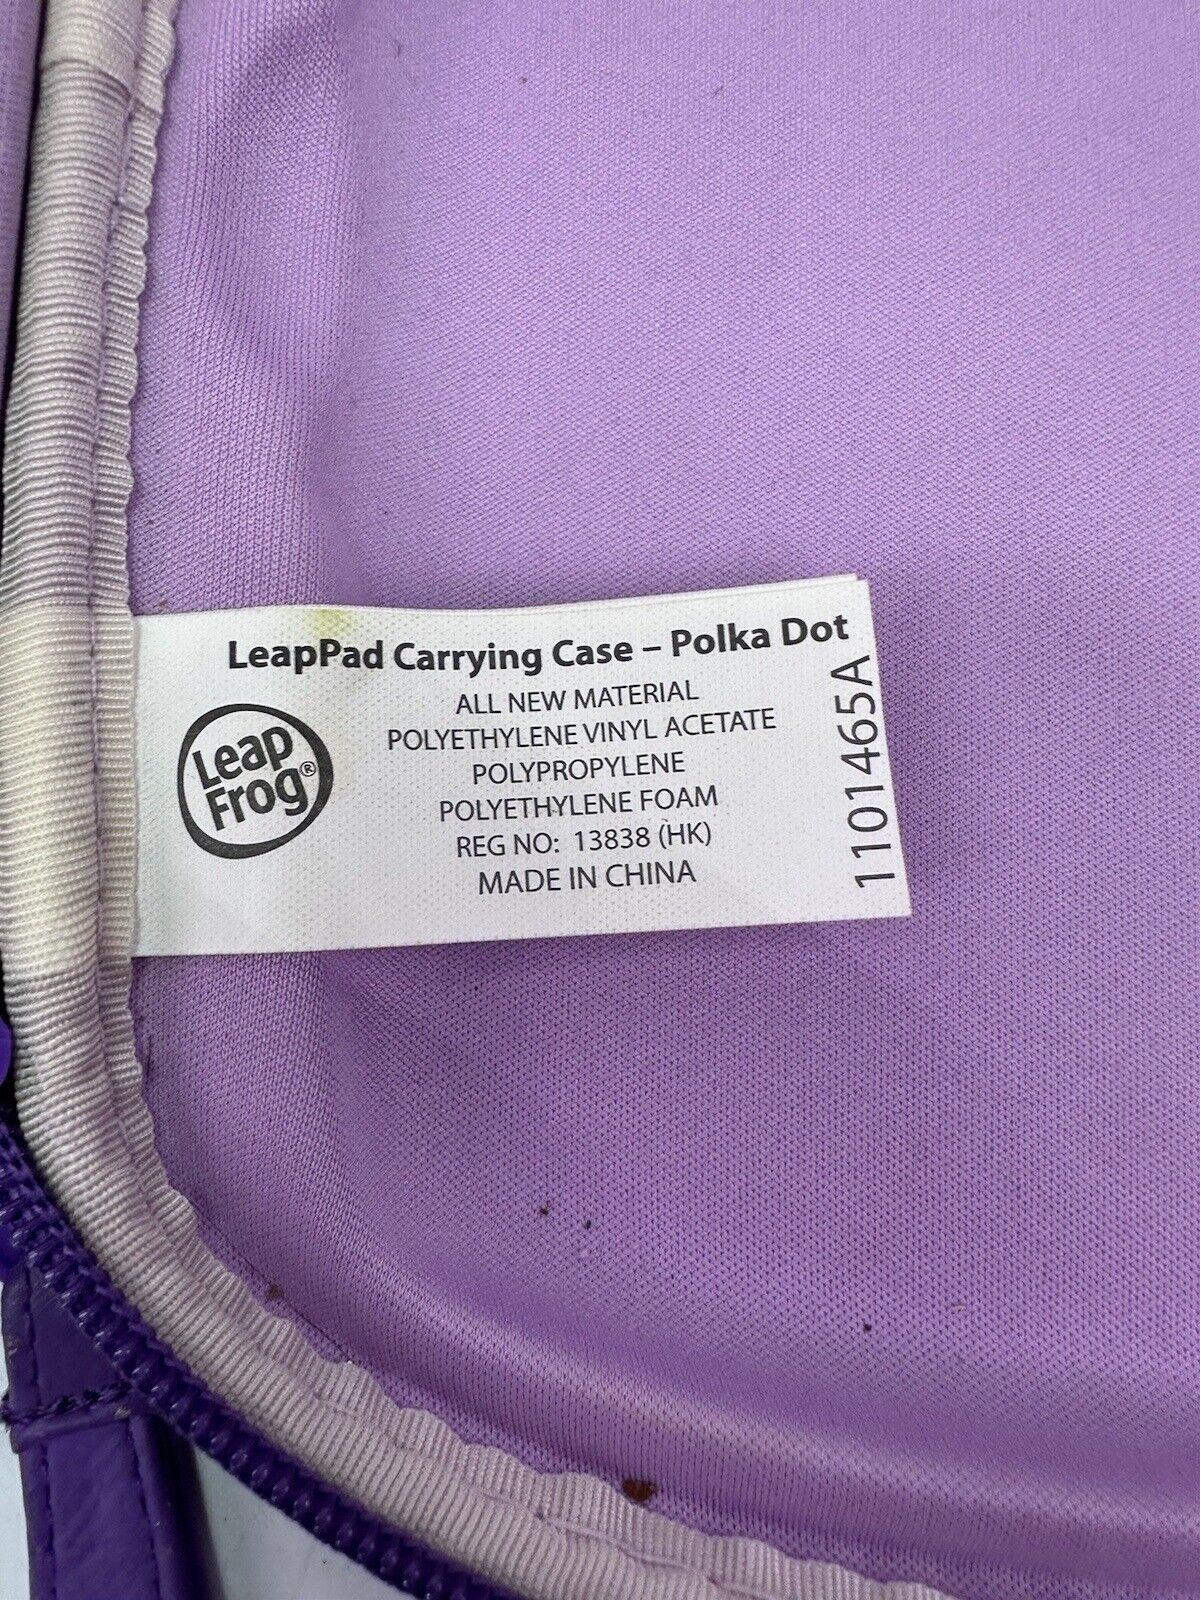 LeapPad Carrying Case – Polka Dot
Leap
Frog®
ALL NEW MATERIAL
POLYETHYLENE VINYL ACETATE
POLYPROPYLENE
POLYETHYLENE FOAM
REG NO: 13838 (HK)
MADE IN CHINA
1101465A